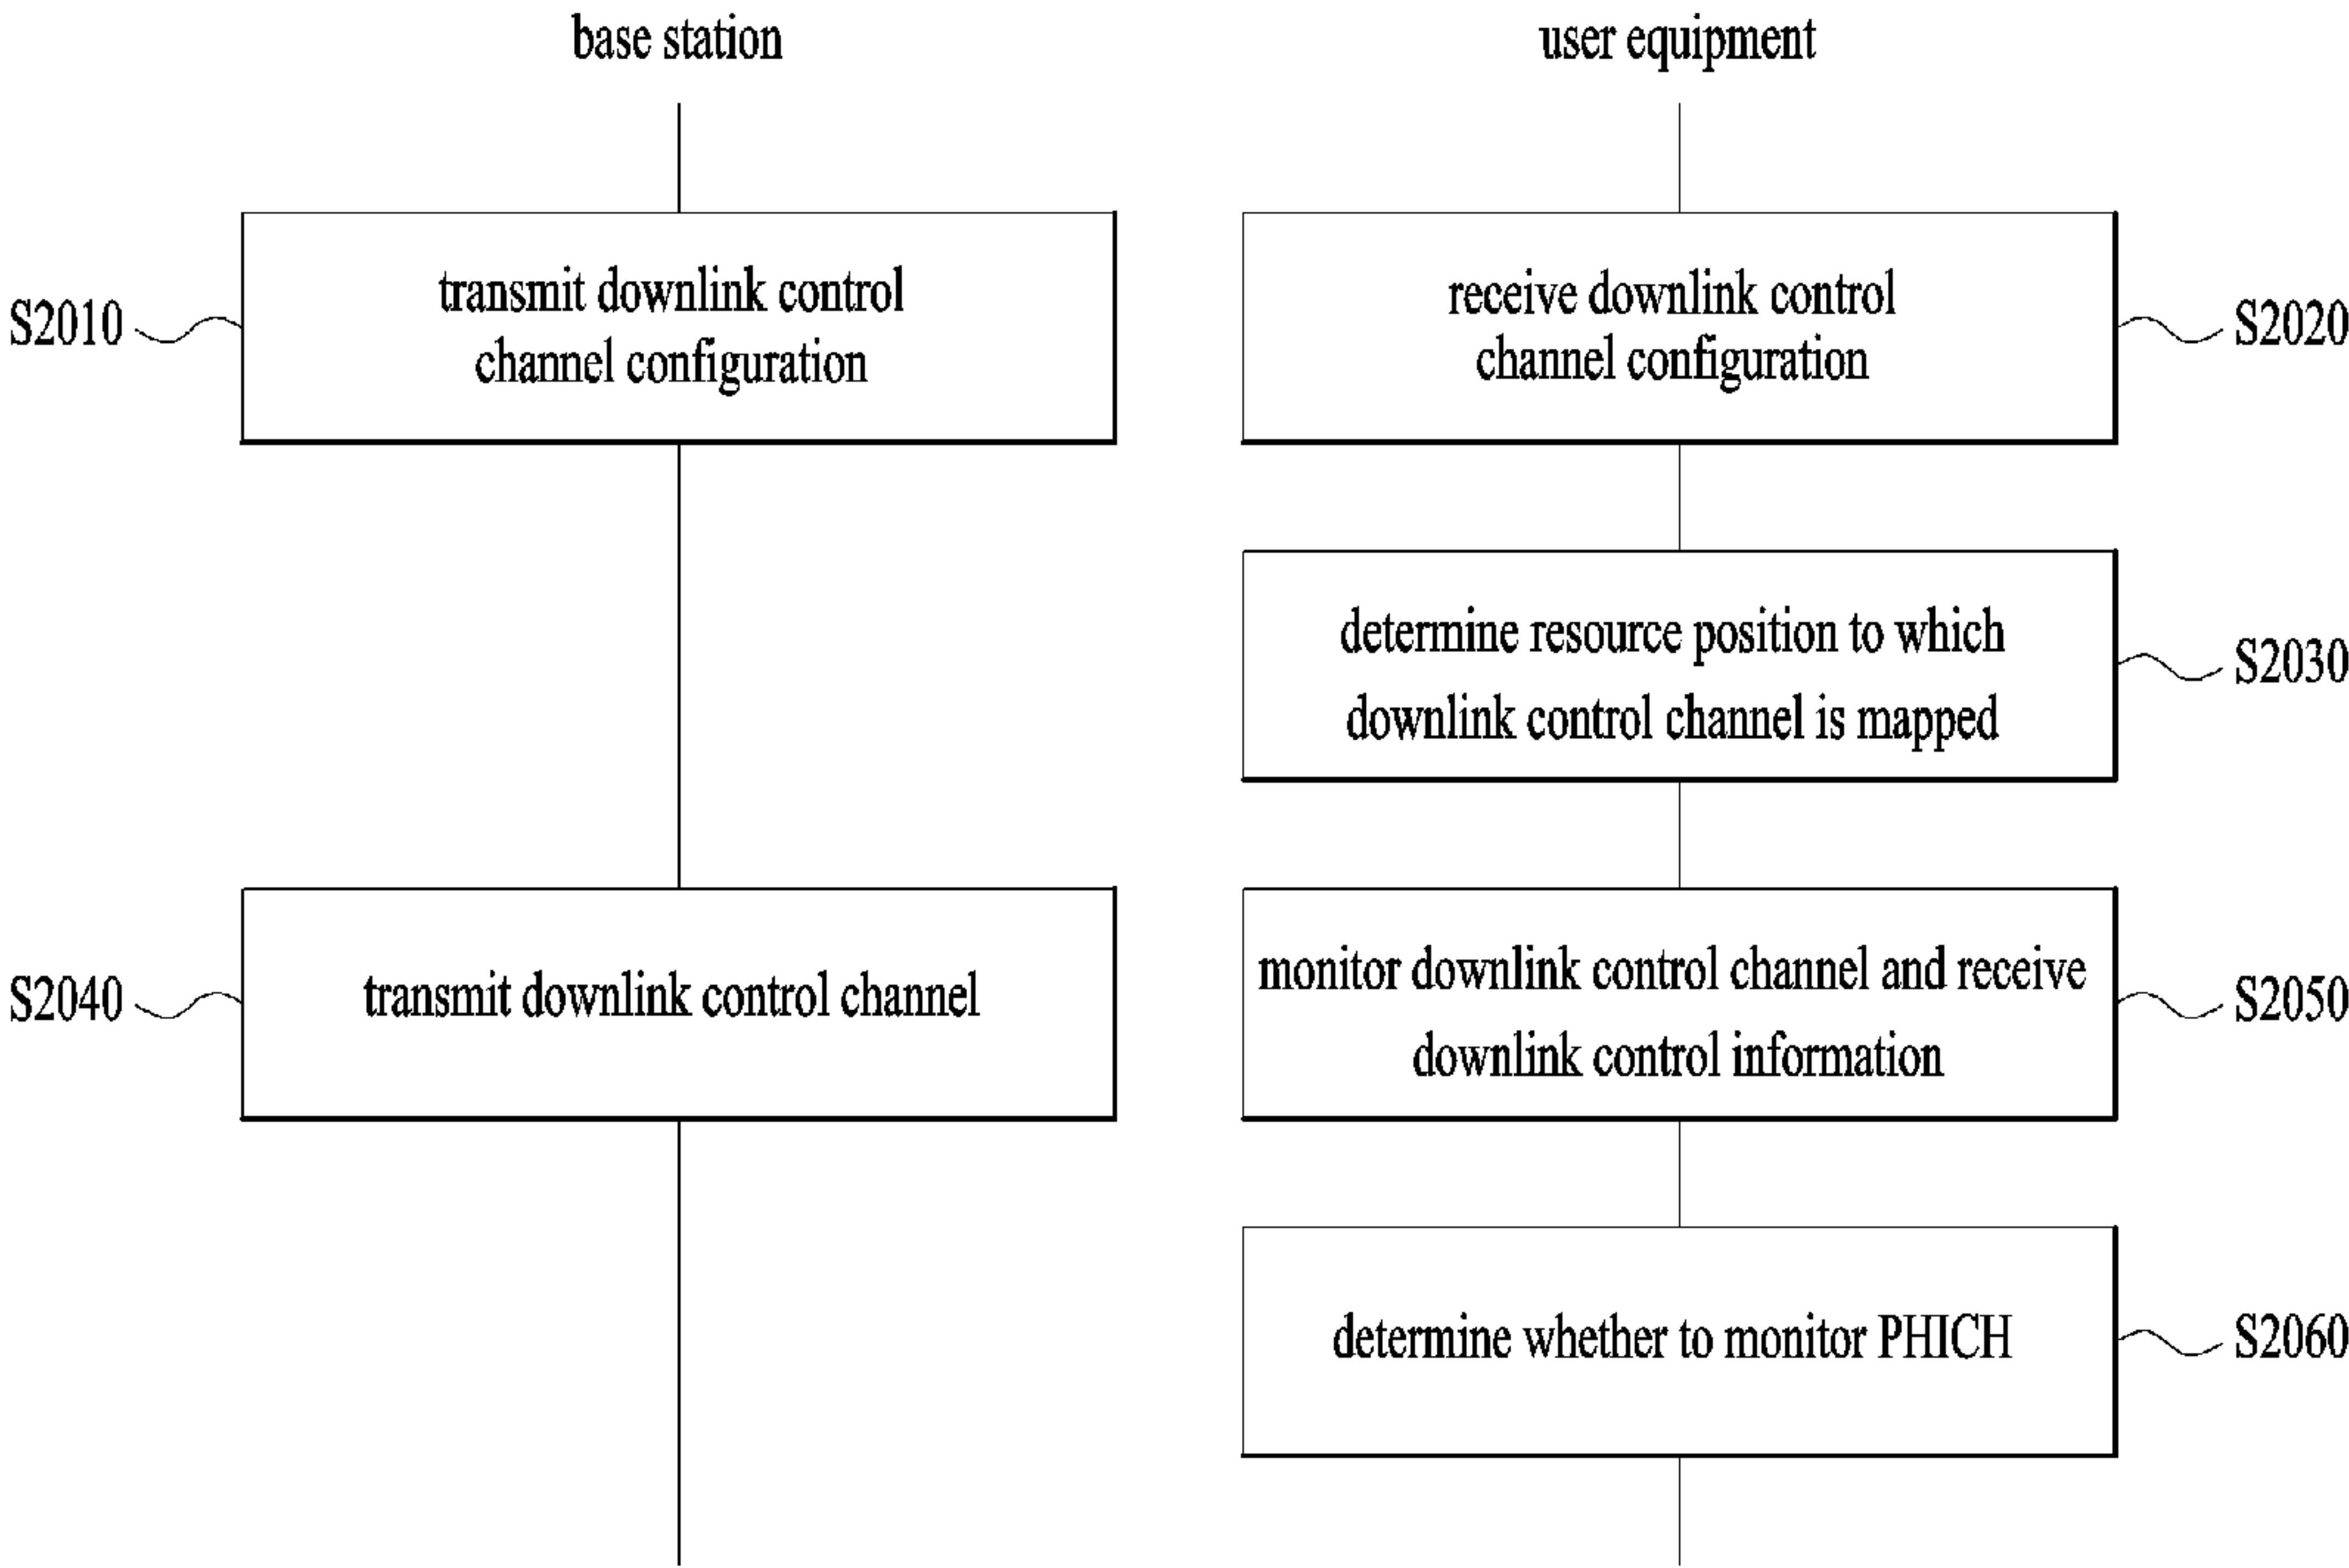 base station
user equipment
S2010
transmit downlink control
channel configuration
receive downlink control
channel configuration
S2020
determine resource position to which
downlink control channel is mapped
S2030
S2040
transmit downlink control channel
monitor downlink control channel and receive
downlink control information
S2050
determine whether to monitor PHICH
S2060